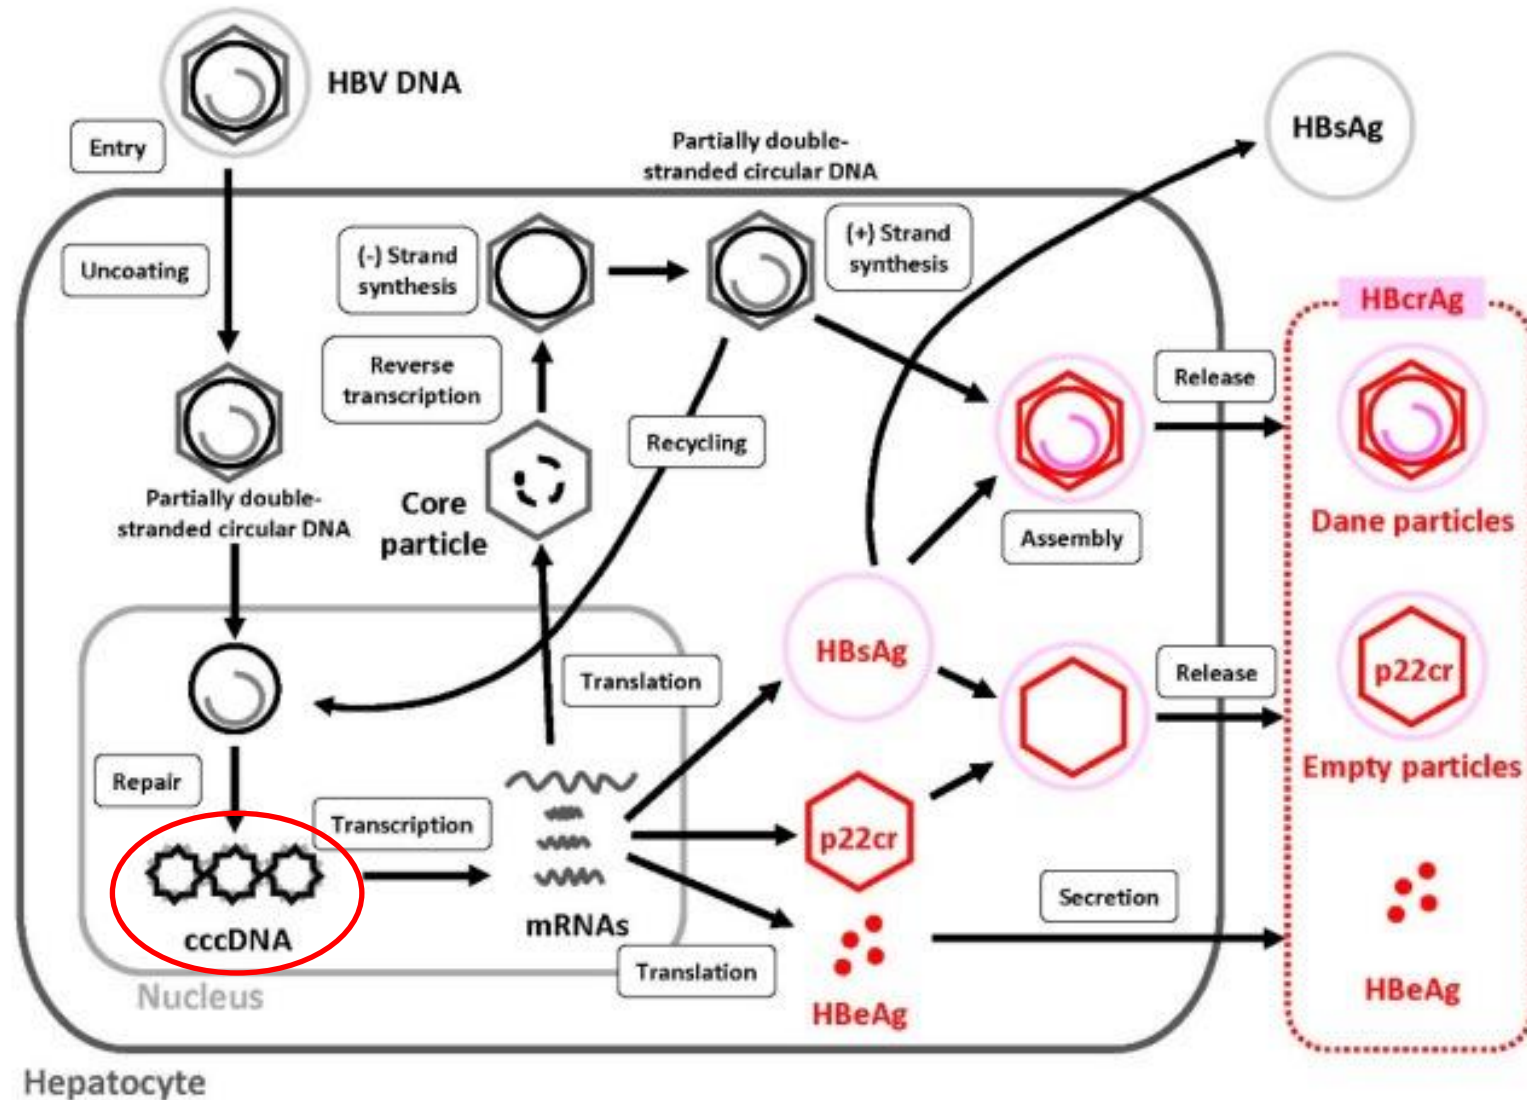 HBV DNA
Entry
HBsAg
Partially double-
stranded circular DNA
Uncoating
(-) Strand
synthesis
(+) Strand
synthesis
HBcrAg
Reverse
transcription
Release
Recycling
Partially double-
stranded circular DNA
Core
particle
Assembly
Dane particles
HBsAg
Translation
Release
p22cr
Empty particles
Repair
Transcription
p22cr
Secretion
cccDNA
mRNAs
Translation
Nucleus
HBeAg
HBeAg
Hepatocyte